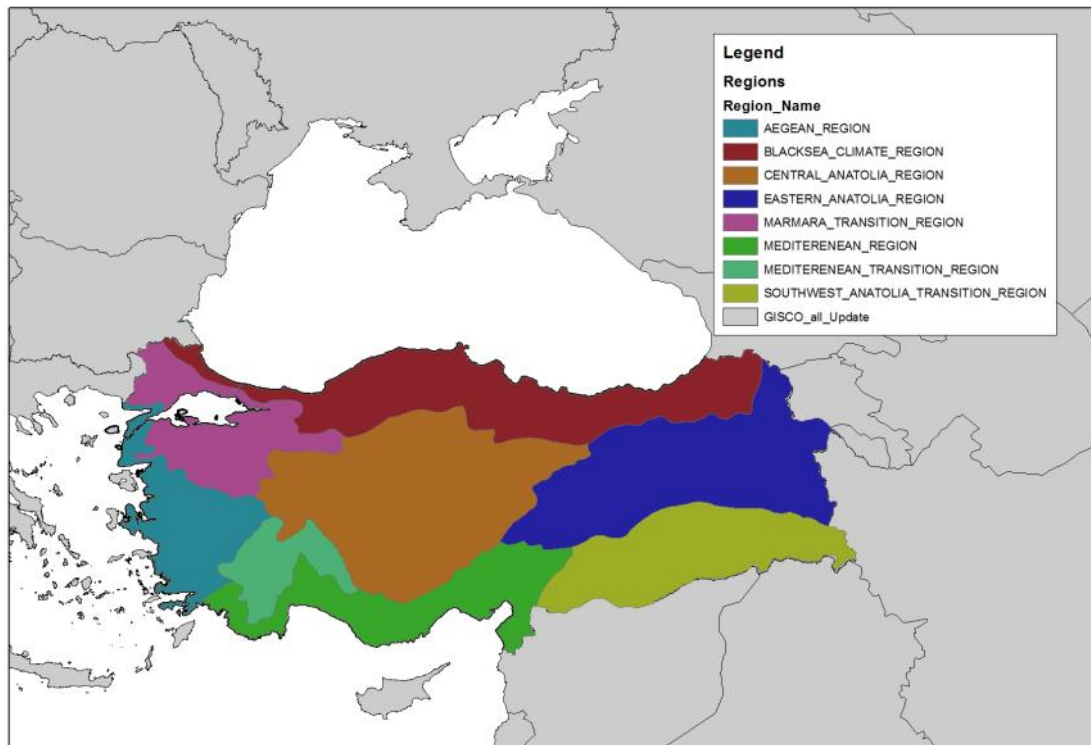 Legend
Regions
Region_Name
AEGEAN_REGION
BLACKSEA_CLIMATE_REGION
CENTRAL_ANATOLIA_REGION
EASTERN_ANATOLIA_REGION
MARMARA_TRANSITION_REGION
MEDITERENEAN_REGION
MEDITERENEAN_TRANSITION_REGION
SOUTHWEST_ANATOLIA_TRANSITION_REGION
GISCO_all_Update